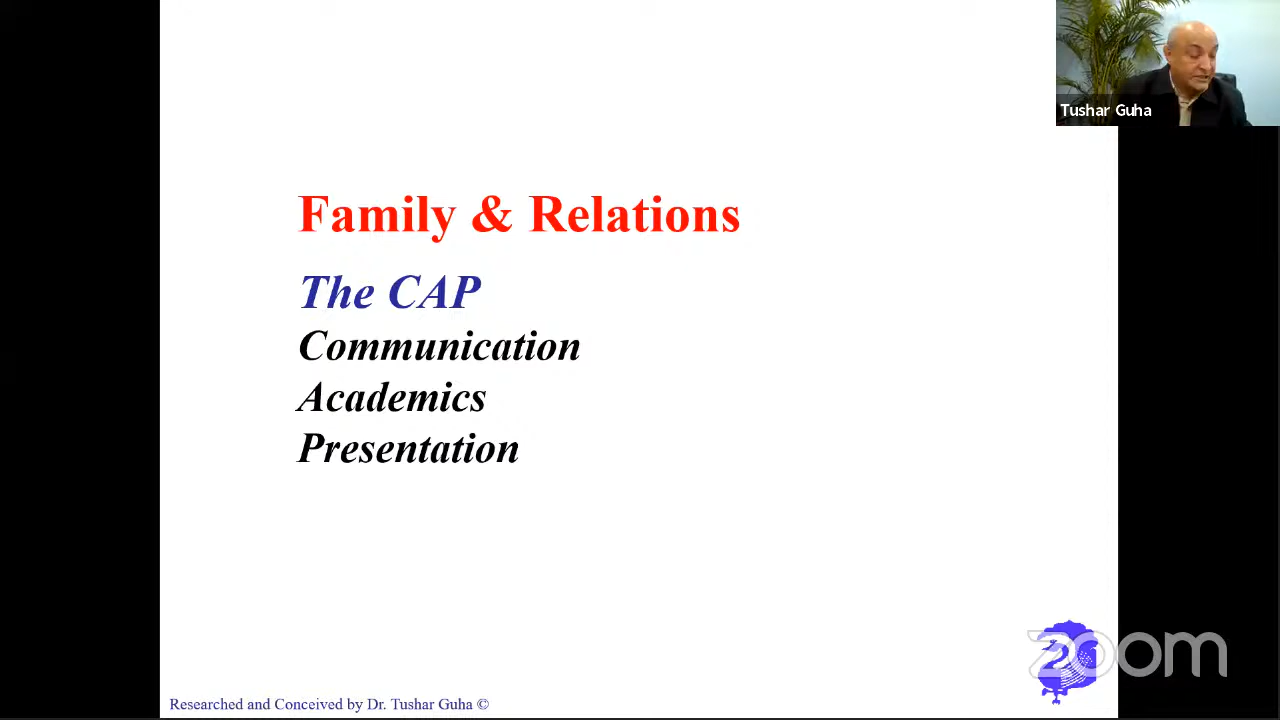 Tushar Guha
Family & Relations
The CAP
Communication
Academics
Presentation
zoom
Researched and Conceived by Dr. Tushar Guha ©